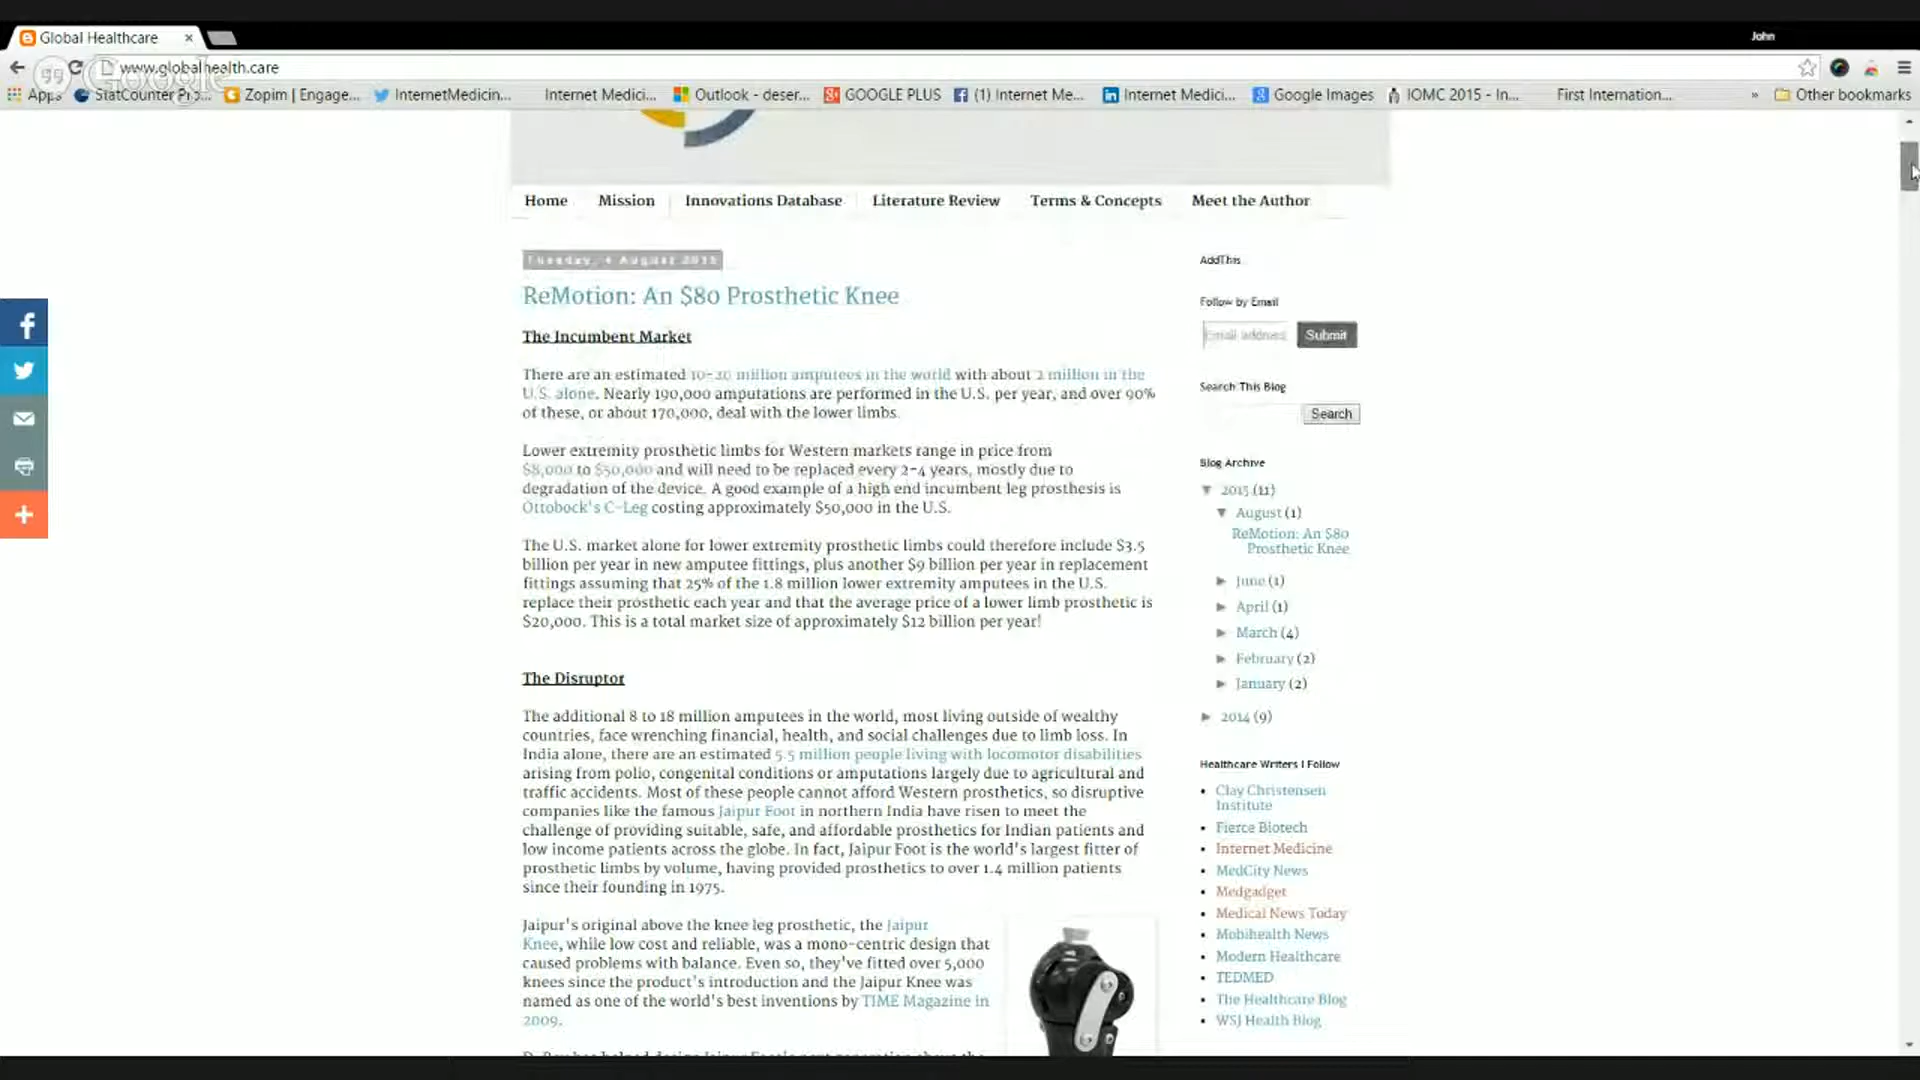 Global Healthcare
John
www.globalhealth.care
Google
Apps
StatCounter Pro...
Zopim | Engage...
InternetMedicin...
Internet Medici...
Outlook - deser...
GOOGLE PLUS
(1) Internet Me...
Internet Medici...
Google Images
IOMC 2015 - In...
First Internation...
»
Other bookmarks
Home
Mission
Innovations Database
Literature Review
Terms & Concepts
Meet the Author
Tuesday, 4 August 2015
ReMotion: An $80 Prosthetic Knee
The Incumbent Market
There are an estimated 10-20 million amputees in the world with about 2 million in the
U.S. alone. Nearly 190,000 amputations are performed in the U.S. per year, and over 90%
of these, or about 170,000, deal with the lower limbs.
Lower extremity prosthetic limbs for Western markets range in price from
$8,000 to $50,000 and will need to be replaced every 2-4 years, mostly due to
degradation of the device. A good example of a high end incumbent leg prosthesis is
Ottobock's C-Leg costing approximately $50,000 in the U.S.
The U.S. market alone for lower extremity prosthetic limbs could therefore include $3.5
billion per year in new amputee fittings, plus another $9 billion per year in replacement
fittings assuming that 25% of the 1.8 million lower extremity amputees in the U.S.
replace their prosthetic each year and that the average price of a lower limb prosthetic is
$20,000. This is a total market size of approximately $12 billion per year!
The Disruptor
The additional 8 to 18 million amputees in the world, most living outside of wealthy
countries, face wrenching financial, health, and social challenges due to limb loss. In
India alone, there are an estimated 5.5 million people living with locomotor disabilities
arising from polio, congenital conditions or amputations largely due to agricultural and
traffic accidents. Most of these people cannot afford Western prosthetics, so disruptive
companies like the famous Jaipur Foot in northern India have risen to meet the
challenge of providing suitable, safe, and affordable prosthetics for Indian patients and
low income patients across the globe. In fact, Jaipur Foot is the world's largest fitter of
prosthetic limbs by volume, having provided prosthetics to over 1.4 million patients
since their founding in 1975.
Jaipur's original above the knee leg prosthetic, the Jaipur
Knee, while low cost and reliable, was a mono-centric design that
caused problems with balance. Even so, they've fitted over 5,000
knees since the product's introduction and the Jaipur Knee was
named as one of the world's best inventions by TIME Magazine in
2009.
AddThis
Follow by Email
Email address...
Submit
Search This Blog
Search
Blog Archive
▼ 2015 (11)
▼ August (1)
ReMotion: An $80
Prosthetic Knee
► June (1)
► April (1)
► March (4)
► February (2)
► January (2)
► 2014 (9)
Healthcare Writers I Follow
Clay Christensen
Institute
Fierce Biotech
Internet Medicine
MedCity News
Medgadget
Medical News Today
Mobihealth News
Modern Healthcare
TEDMED
The Healthcare Blog
WSJ Health Blog